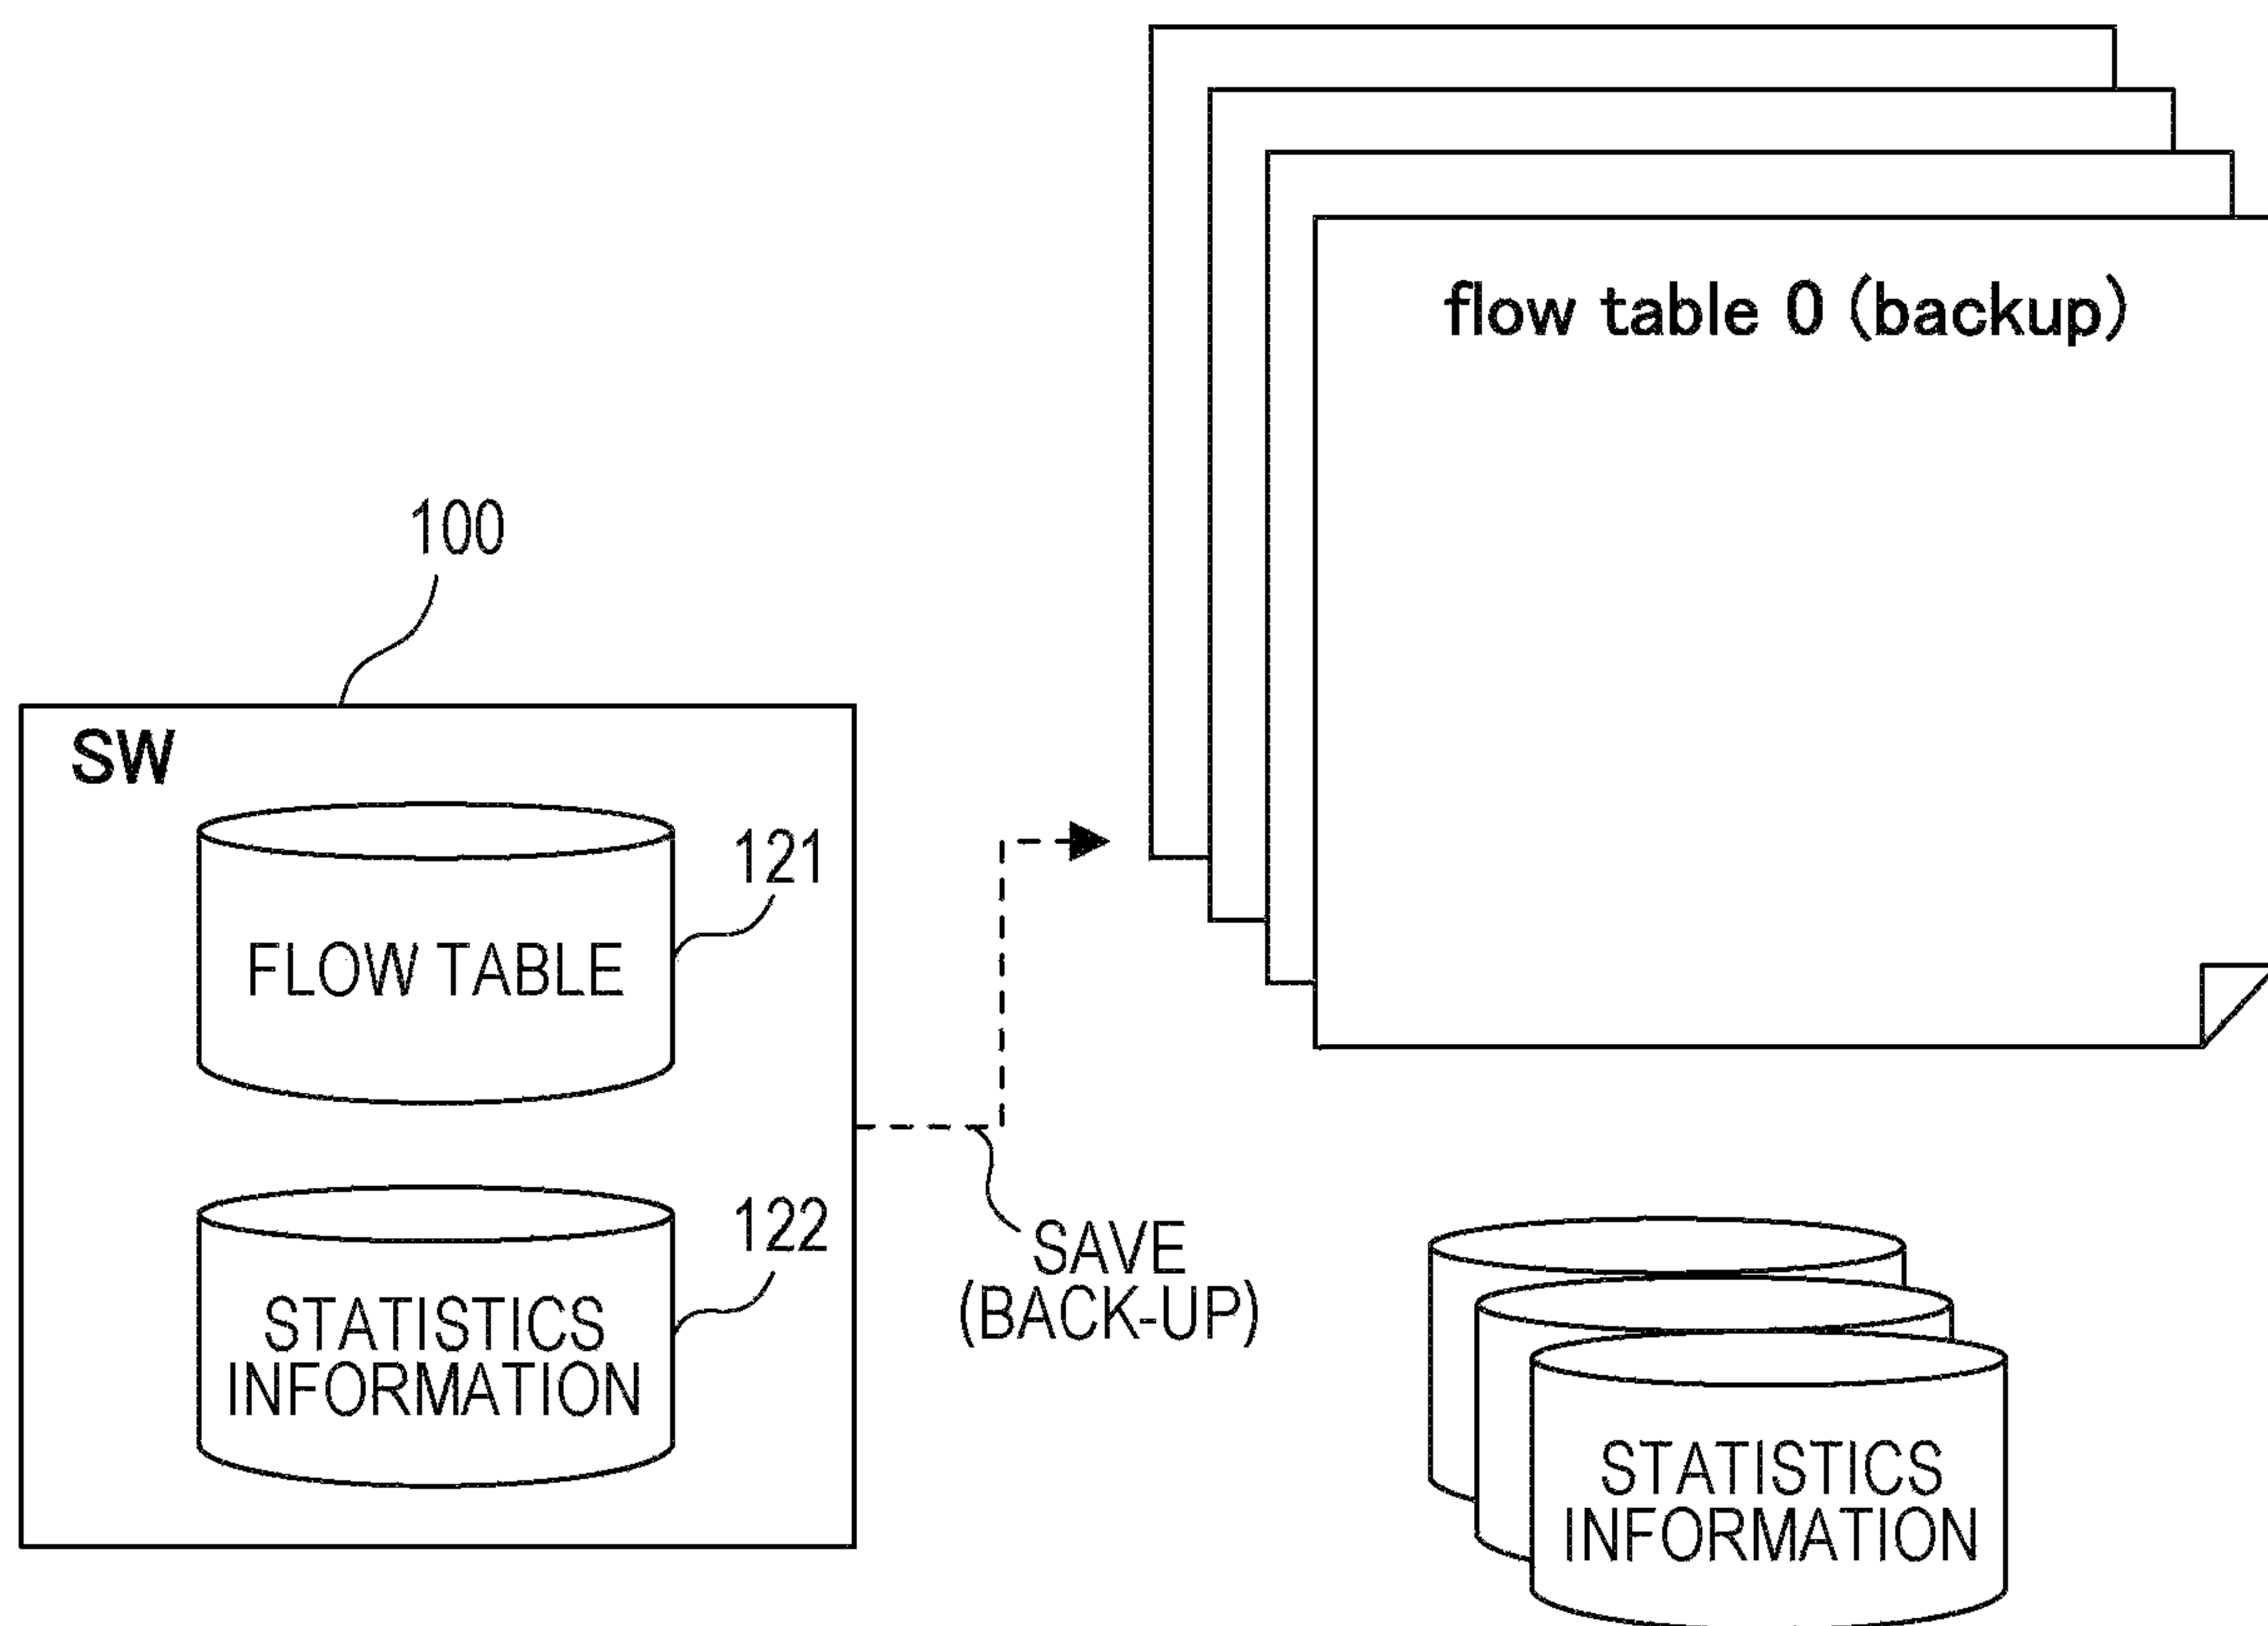 flow table 0 (backup)
100
SW
121
FLOW TABLE
122
STATISTICS
INFORMATION
SAVE
(BACK-UP)
STATISTICS
INFORMATION